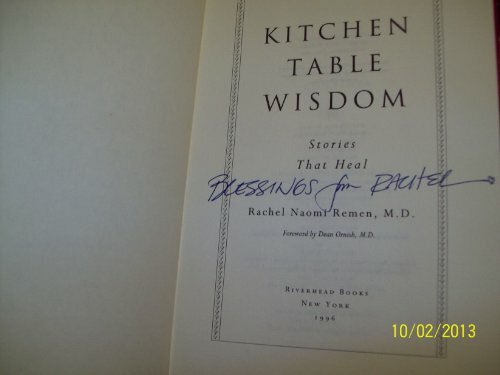 KITCHEN
TABLE
WISDOM
Stories
That Heal
BLESSINGS from RACHEL
Rachel Naomi Remen, M.D.
Foreword by Dean Ornish, M.D.
RIVERHEAD BOOKS
NEW YORK
1996
10/02/2013